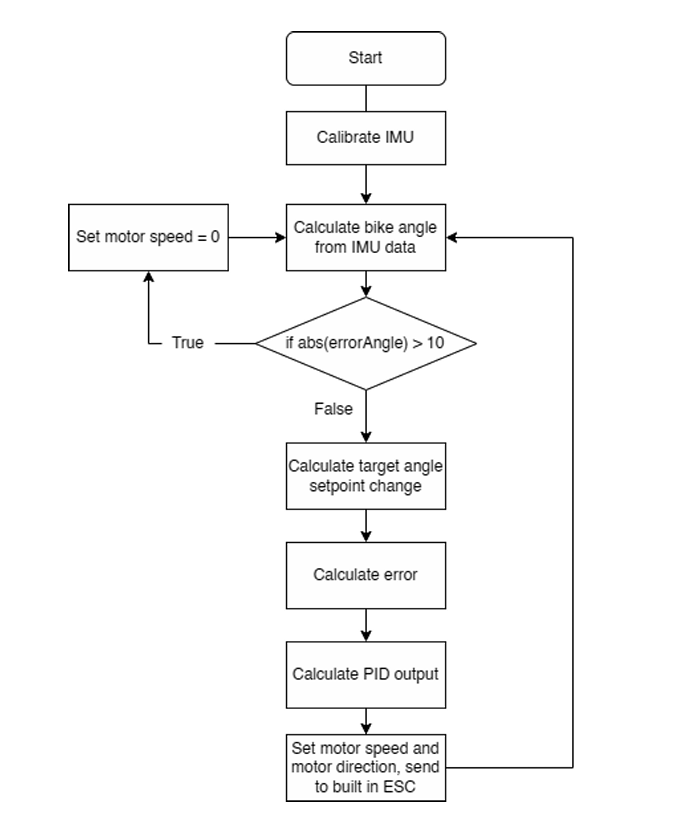 Start
Calibrate IMU
Set motor speed = 0
Calculate bike angle
from IMU data
True
if abs(errorAngle) > 10
False
Calculate target angle
setpoint change
Calculate error
Calculate PID output
Set motor speed and
motor direction, send
to built in ESC